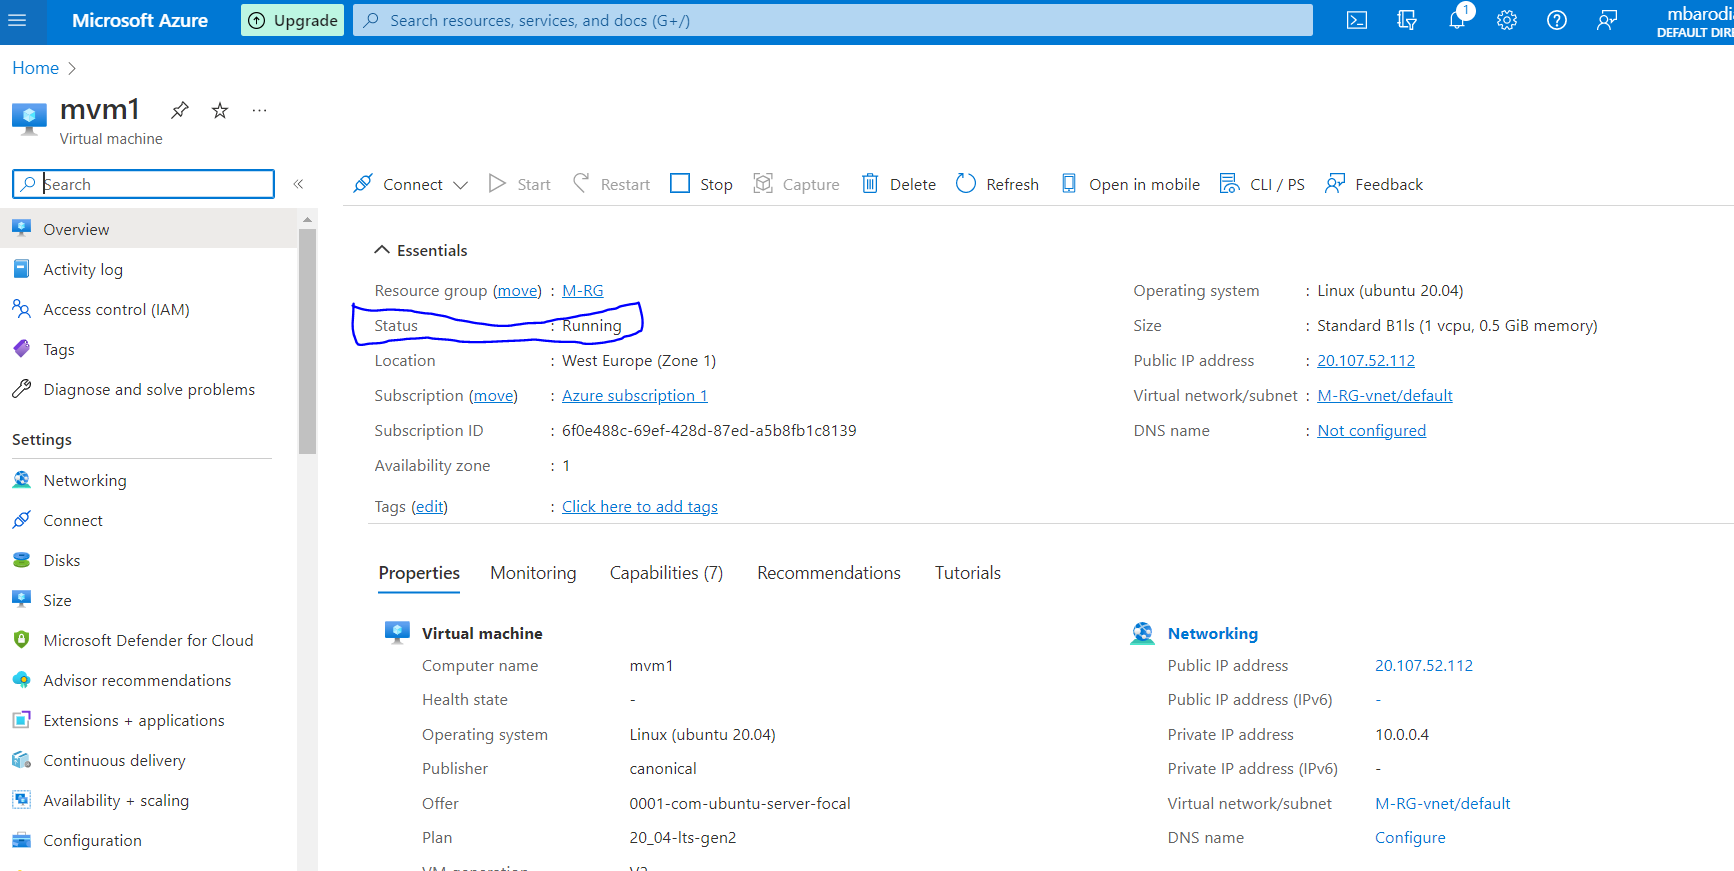 Microsoft Azure
Upgrade
Search resources, services, and docs (G+/)
1
mbarodi
DEFAULT DIR
Home
mvm1
Virtual machine
Search
Connect
Start
Restart
Stop
Capture
Delete
Refresh
Open in mobile
CLI / PS
Feedback
Overview
Activity log
Access control (IAM)
Tags
Diagnose and solve problems
Settings
Networking
Connect
Disks
Size
Microsoft Defender for Cloud
Advisor recommendations
Extensions + applications
Continuous delivery
Availability + scaling
Configuration
Essentials
Resource group (move) : M-RG
Status : Running
Location : West Europe (Zone 1)
Subscription (move) : Azure subscription 1
Subscription ID : 6f0e488c-69ef-428d-87ed-a5b8fb1c8139
Availability zone : 1
Tags (edit) : Click here to add tags
Operating system : Linux (ubuntu 20.04)
Size : Standard B1ls (1 vcpu, 0.5 GiB memory)
Public IP address : 20.107.52.112
Virtual network/subnet : M-RG-vnet/default
DNS name : Not configured
Properties
Monitoring
Capabilities (7)
Recommendations
Tutorials
Virtual machine
Computer name mvm1
Health state -
Operating system Linux (ubuntu 20.04)
Publisher canonical
Offer 0001-com-ubuntu-server-focal
Plan 20_04-lts-gen2
VM generation V2
Networking
Public IP address 20.107.52.112
Public IP address (IPv6) -
Private IP address 10.0.0.4
Private IP address (IPv6) -
Virtual network/subnet M-RG-vnet/default
DNS name Configure